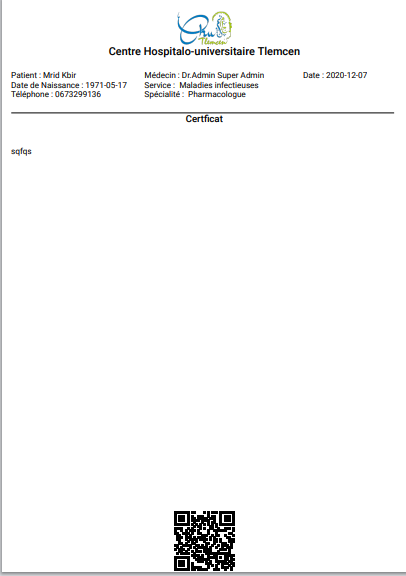 Chu
Tlemcen
Centre Hospitalo-universitaire Tlemcen
Patient : Mrid Kbir Médecin : Dr.Admin Super Admin Date : 2020-12-07
Date de Naissance : 1971-05-17 Service : Maladies infectieuses
Téléphone : 0673299136 Spécialité : Pharmacologue
Certficat
sqfqs